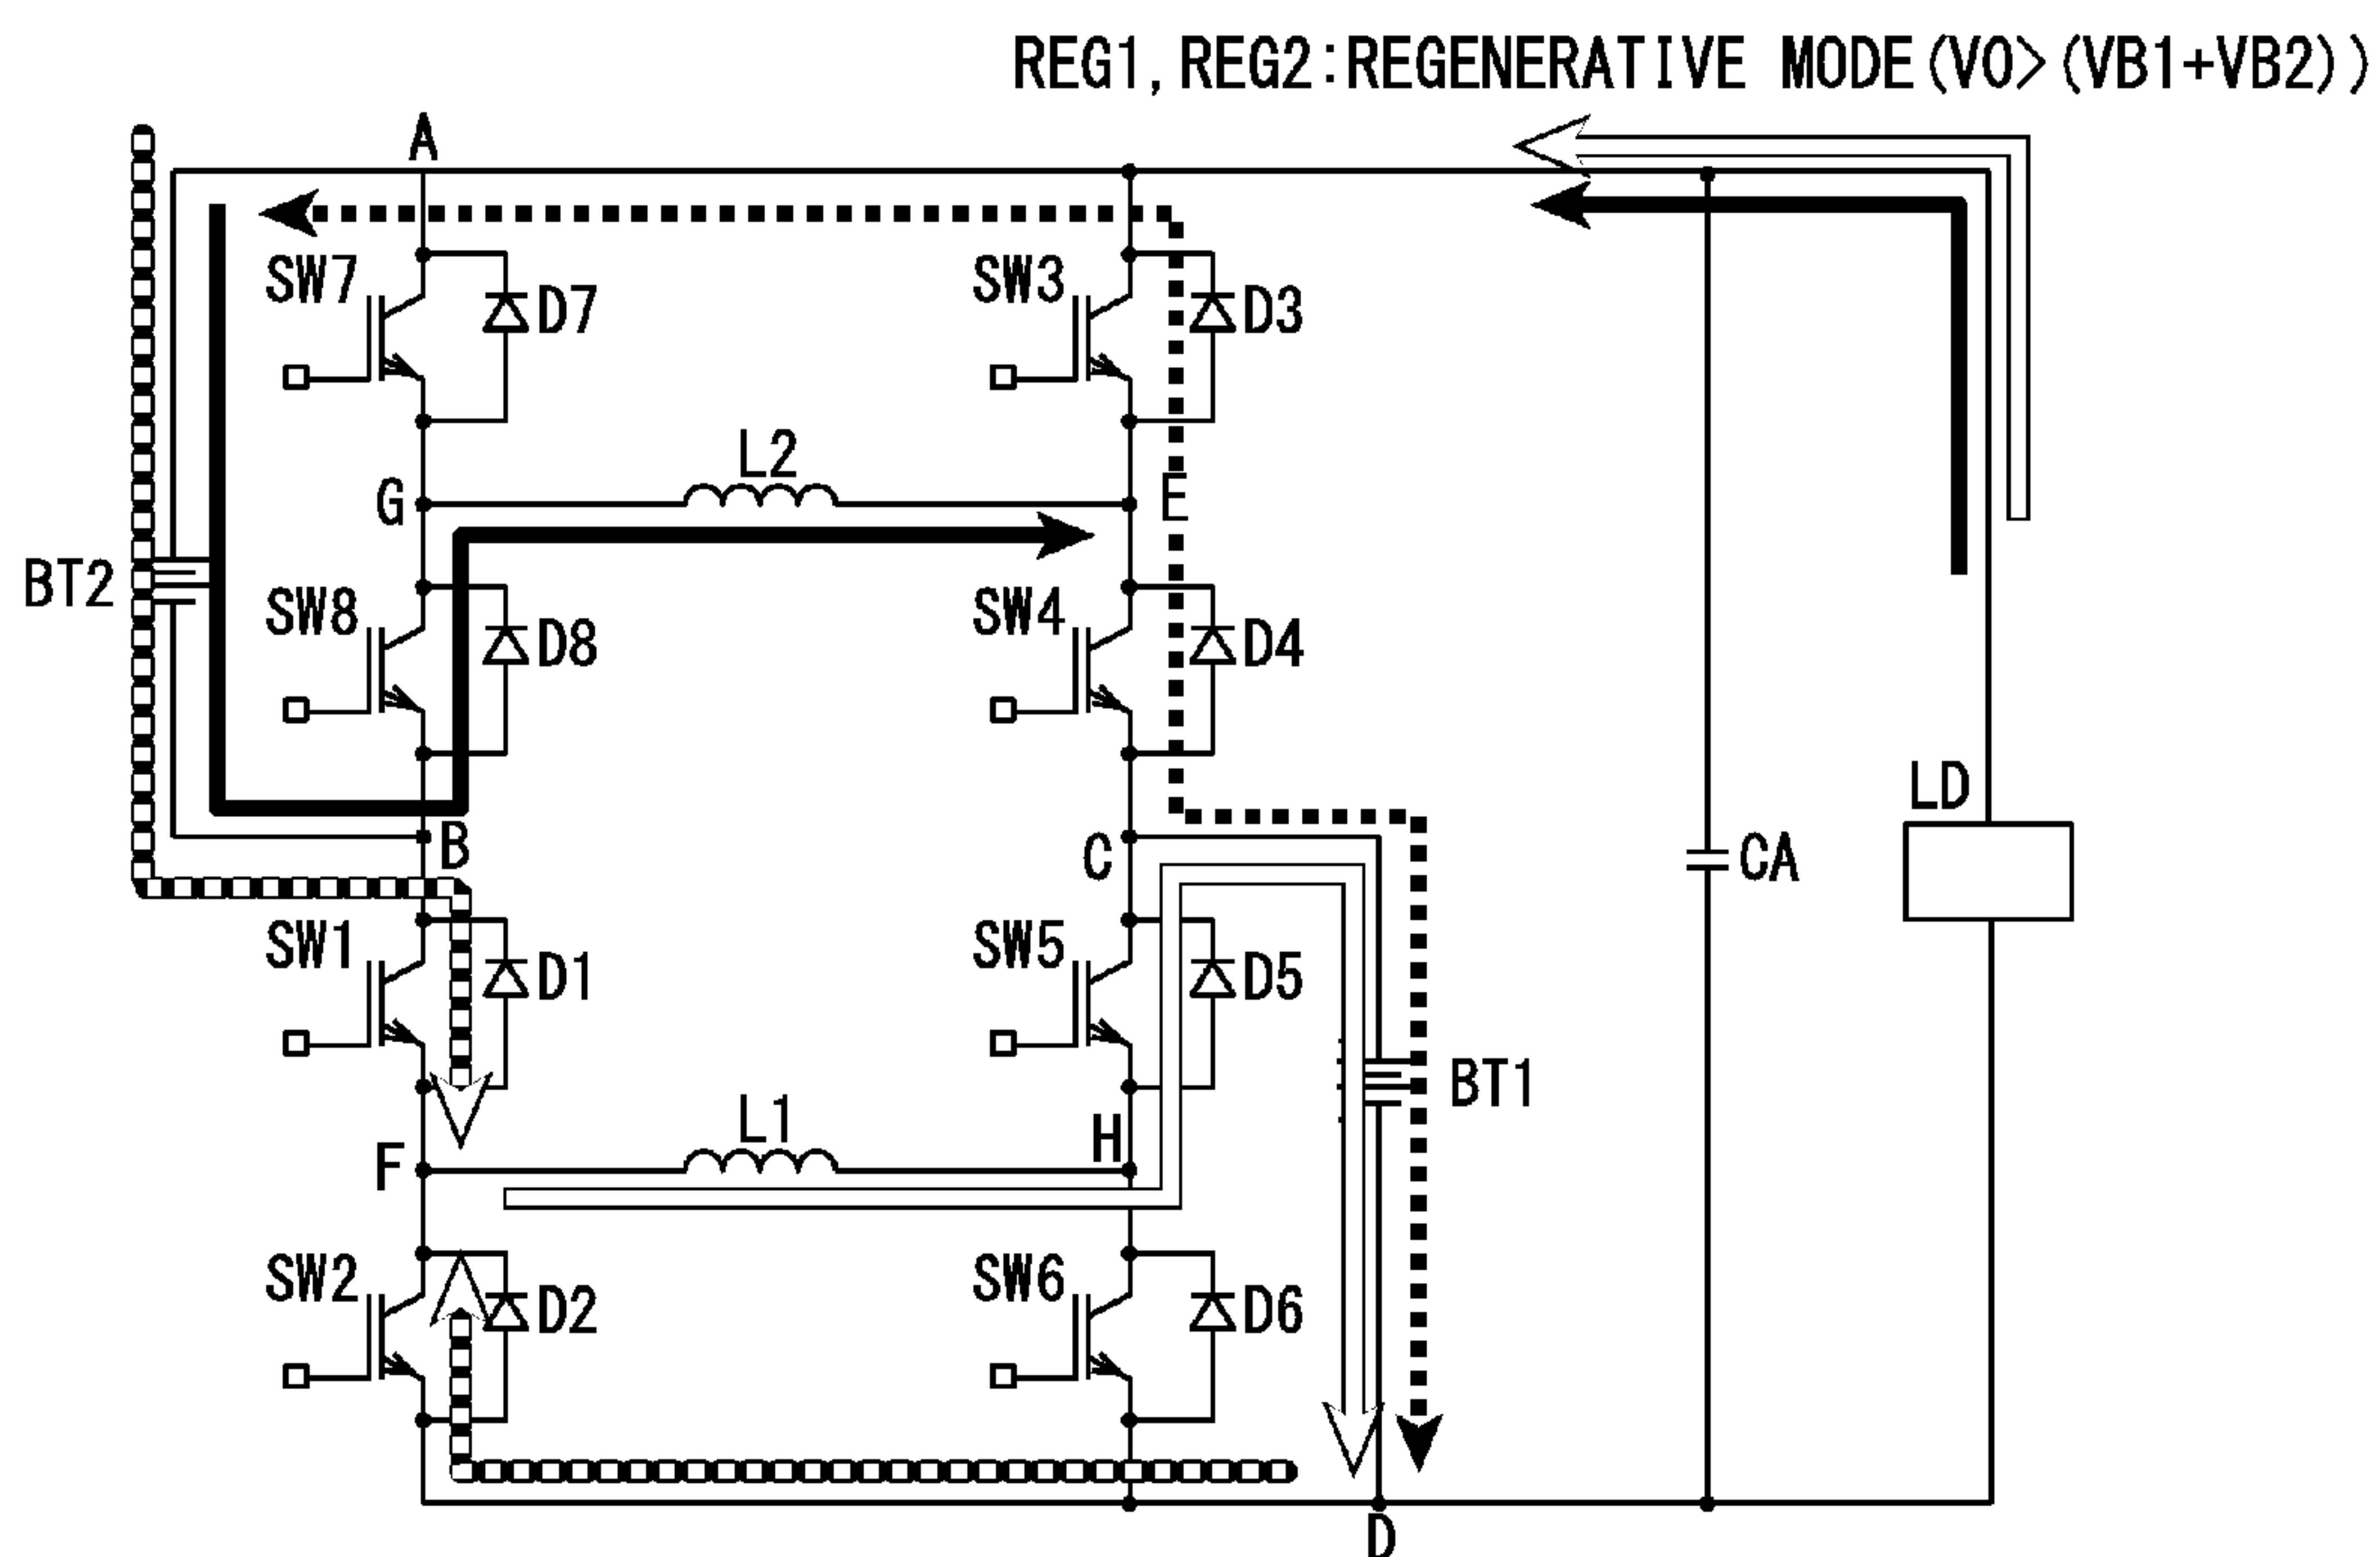 REG1,REG2:REGENERATIVE MODE(VO>(VB1+VB2))
A
SW7
D7
SW3
D3
L2
G
E
BT2
SW8
D8
SW4
D4
LD
B
C
CA
SW1
D1
SW5
D5
BT1
L1
H
F
SW2
D2
SW6
D6
D